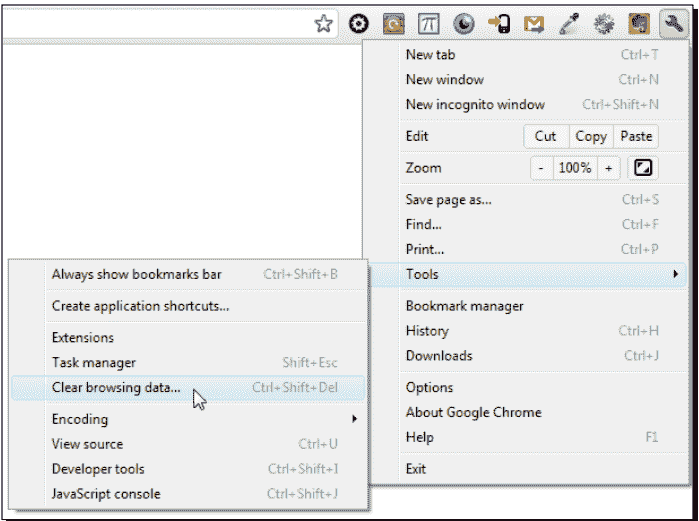 New tab Ctrl+T
New window Ctrl+N
New incognito window Ctrl+Shift+N
Edit Cut Copy Paste
Zoom - 100% +
Save page as... Ctrl+S
Find... Ctrl+F
Print... Ctrl+P
Tools
Bookmark manager
History Ctrl+H
Downloads Ctrl+J
Options
About Google Chrome
Help F1
Exit
Always show bookmarks bar Ctrl+Shift+B
Create application shortcuts...
Extensions
Task manager Shift+Esc
Clear browsing data... Ctrl+Shift+Del
Encoding
View source Ctrl+U
Developer tools Ctrl+Shift+I
JavaScript console Ctrl+Shift+J